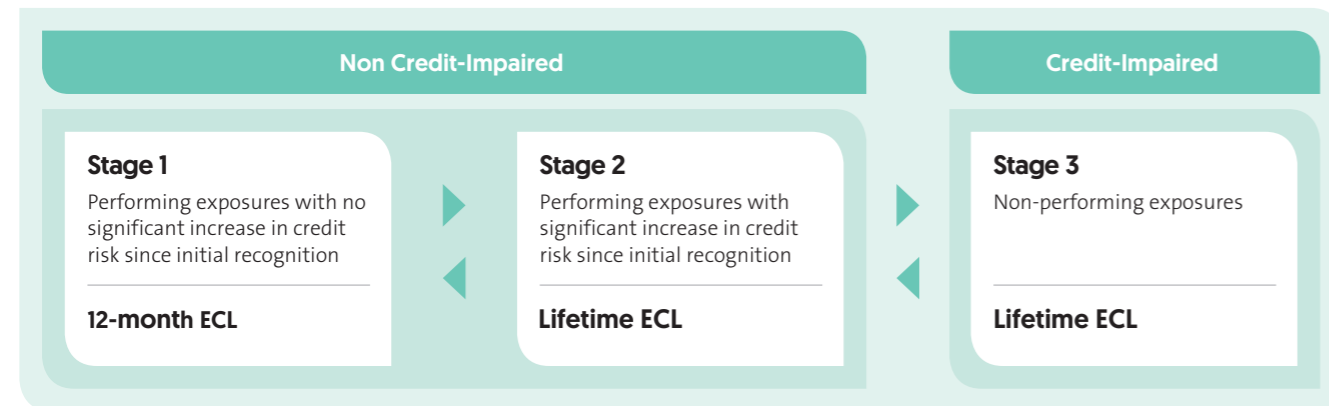 Non Credit-Impaired
Credit-Impaired
Stage 1
Performing exposures with no
significant increase in credit
risk since initial recognition
12-month ECL
Stage 2
Performing exposures with
significant increase in credit
risk since initial recognition
Lifetime ECL
Stage 3
Non-performing exposures
Lifetime ECL